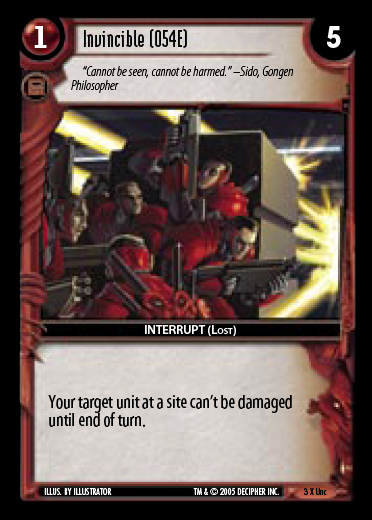 1 Invincible (054E) 5
"Cannot be seen, cannot be harmed." –Sido, Gongen
Philosopher
INTERRUPT (LOST)
Your target unit at a site can't be damaged
until end of turn.
ILLUS. BY ILLUSTRATOR TM & © 2005 DECIPHER INC. 3 X Unc